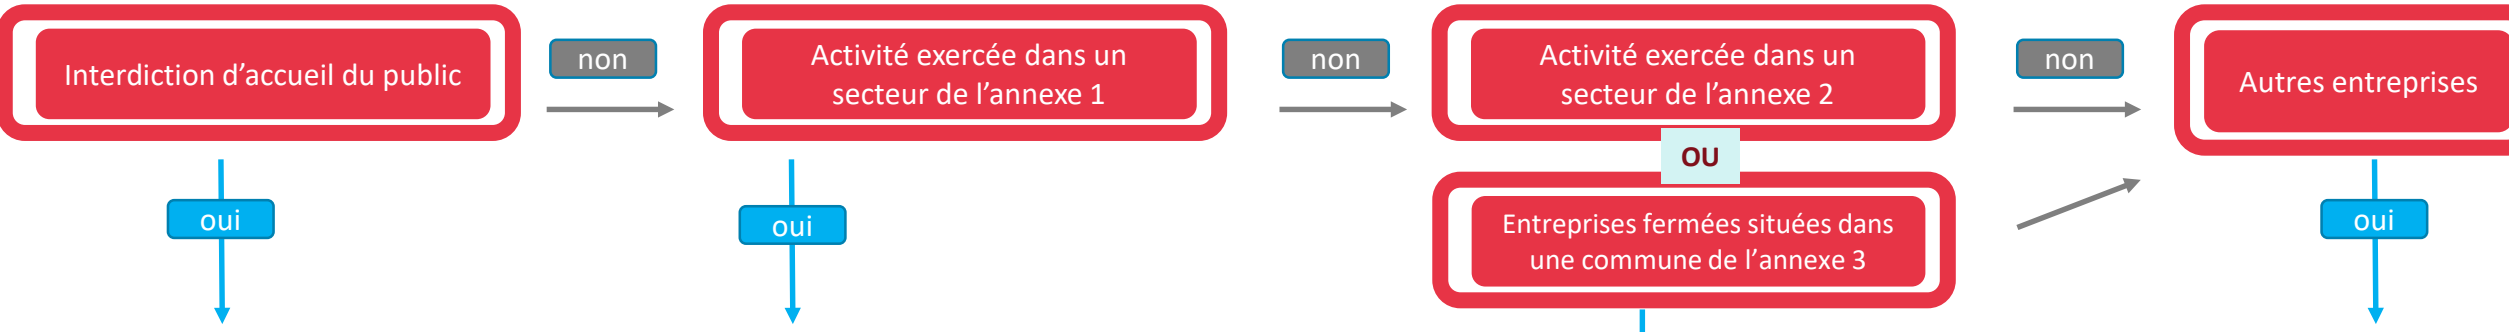 Interdiction d’accueil du public
non
Activité exercée dans un
secteur de l’annexe 1
non
Activité exercée dans un
secteur de l’annexe 2
non
Autres entreprises
OU
Entreprises fermées situées dans
une commune de l’annexe 3
oui
oui
oui